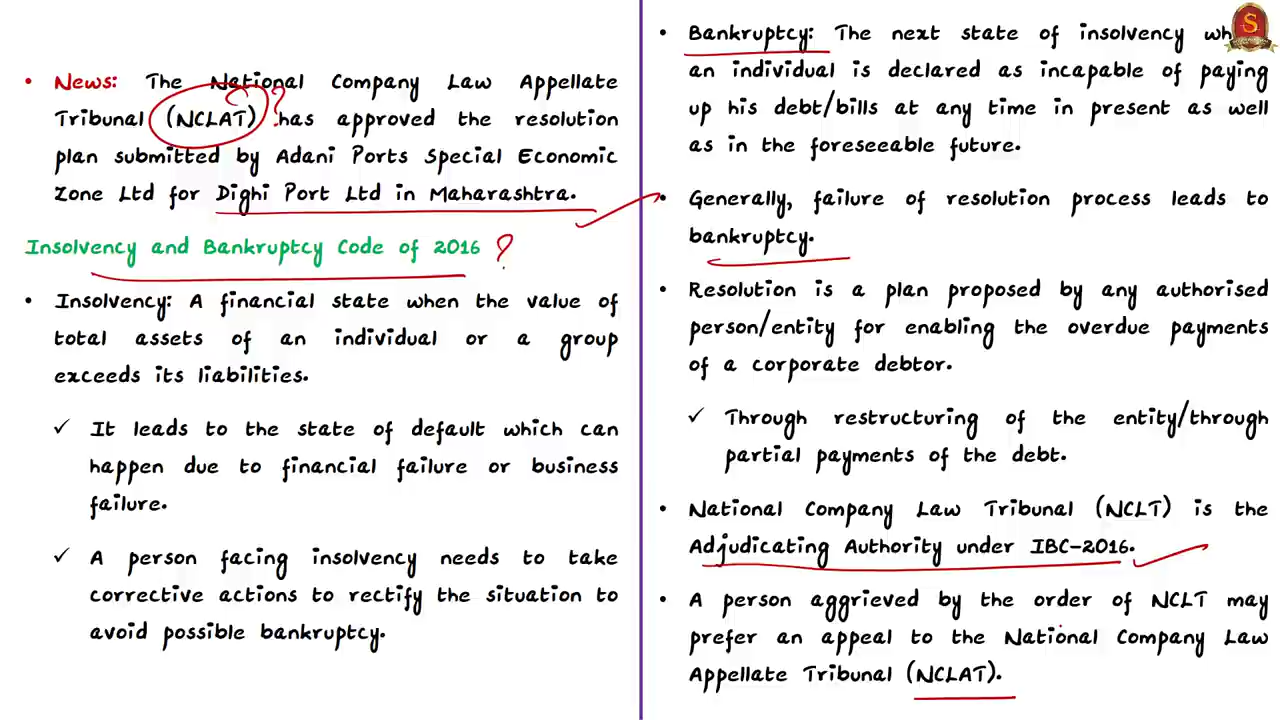 • News: The National Company Law Appellate
Tribunal (NCLAT) ? has approved the resolution
plan submitted by Adani Ports Special Economic
Zone Ltd for Dighi Port Ltd in Maharashtra.
Insolvency and Bankruptcy Code of 2016 ?
• Insolvency: A financial state when the value of
total assets of an individual or a group
exceeds its liabilities.
✓ It leads to the state of default which can
happen due to financial failure or business
failure.
✓ A person facing insolvency needs to take
corrective actions to rectify the situation to
avoid possible bankruptcy.
• Bankruptcy: The next state of insolvency
an individual is declared as incapable of paying
up his debt/bills at any time in present as well
as in the foreseeable future.
• Generally, failure of resolution process leads to
bankruptcy.
• Resolution is a plan proposed by any authorised
person/entity for enabling the overdue payments
of a corporate debtor.
✓ Through restructuring of the entity/through
partial payments of the debt.
• National Company Law Tribunal (NCLT) is the
Adjudicating Authority under IBC-2016.
• A person aggrieved by the order of NCLT may
prefer an appeal to the National Company Law
Appellate Tribunal (NCLAT).
S